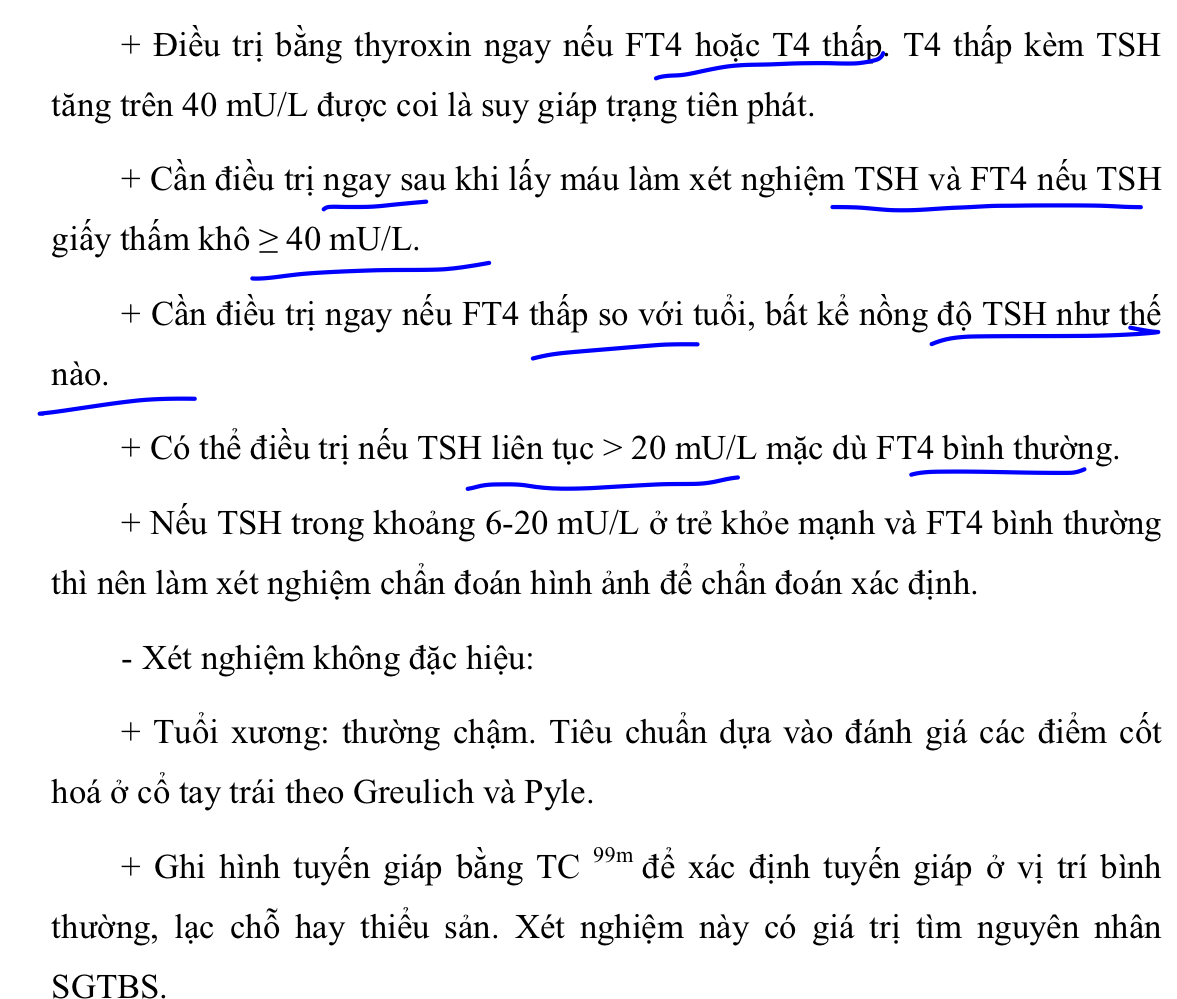 + Điều trị bằng thyroxin ngay nếu FT4 hoặc T4 thấp. T4 thấp kèm TSH
tăng trên 40 mU/L được coi là suy giáp trạng tiên phát.
+ Cần điều trị ngay sau khi lấy máu làm xét nghiệm TSH và FT4 nếu TSH
giấy thấm khô ≥ 40 mU/L.
+ Cần điều trị ngay nếu FT4 thấp so với tuổi, bất kể nồng độ TSH như thế
nào.
+ Có thể điều trị nếu TSH liên tục > 20 mU/L mặc dù FT4 bình thường.
+ Nếu TSH trong khoảng 6-20 mU/L ở trẻ khỏe mạnh và FT4 bình thường
thì nên làm xét nghiệm chẩn đoán hình ảnh để chẩn đoán xác định.
- Xét nghiệm không đặc hiệu:
+ Tuổi xương: thường chậm. Tiêu chuẩn dựa vào đánh giá các điểm cốt
hoá ở cổ tay trái theo Greulich và Pyle.
+ Ghi hình tuyến giáp bằng TC 99m để xác định tuyến giáp ở vị trí bình
thường, lạc chỗ hay thiểu sản. Xét nghiệm này có giá trị tìm nguyên nhân
SGTBS.